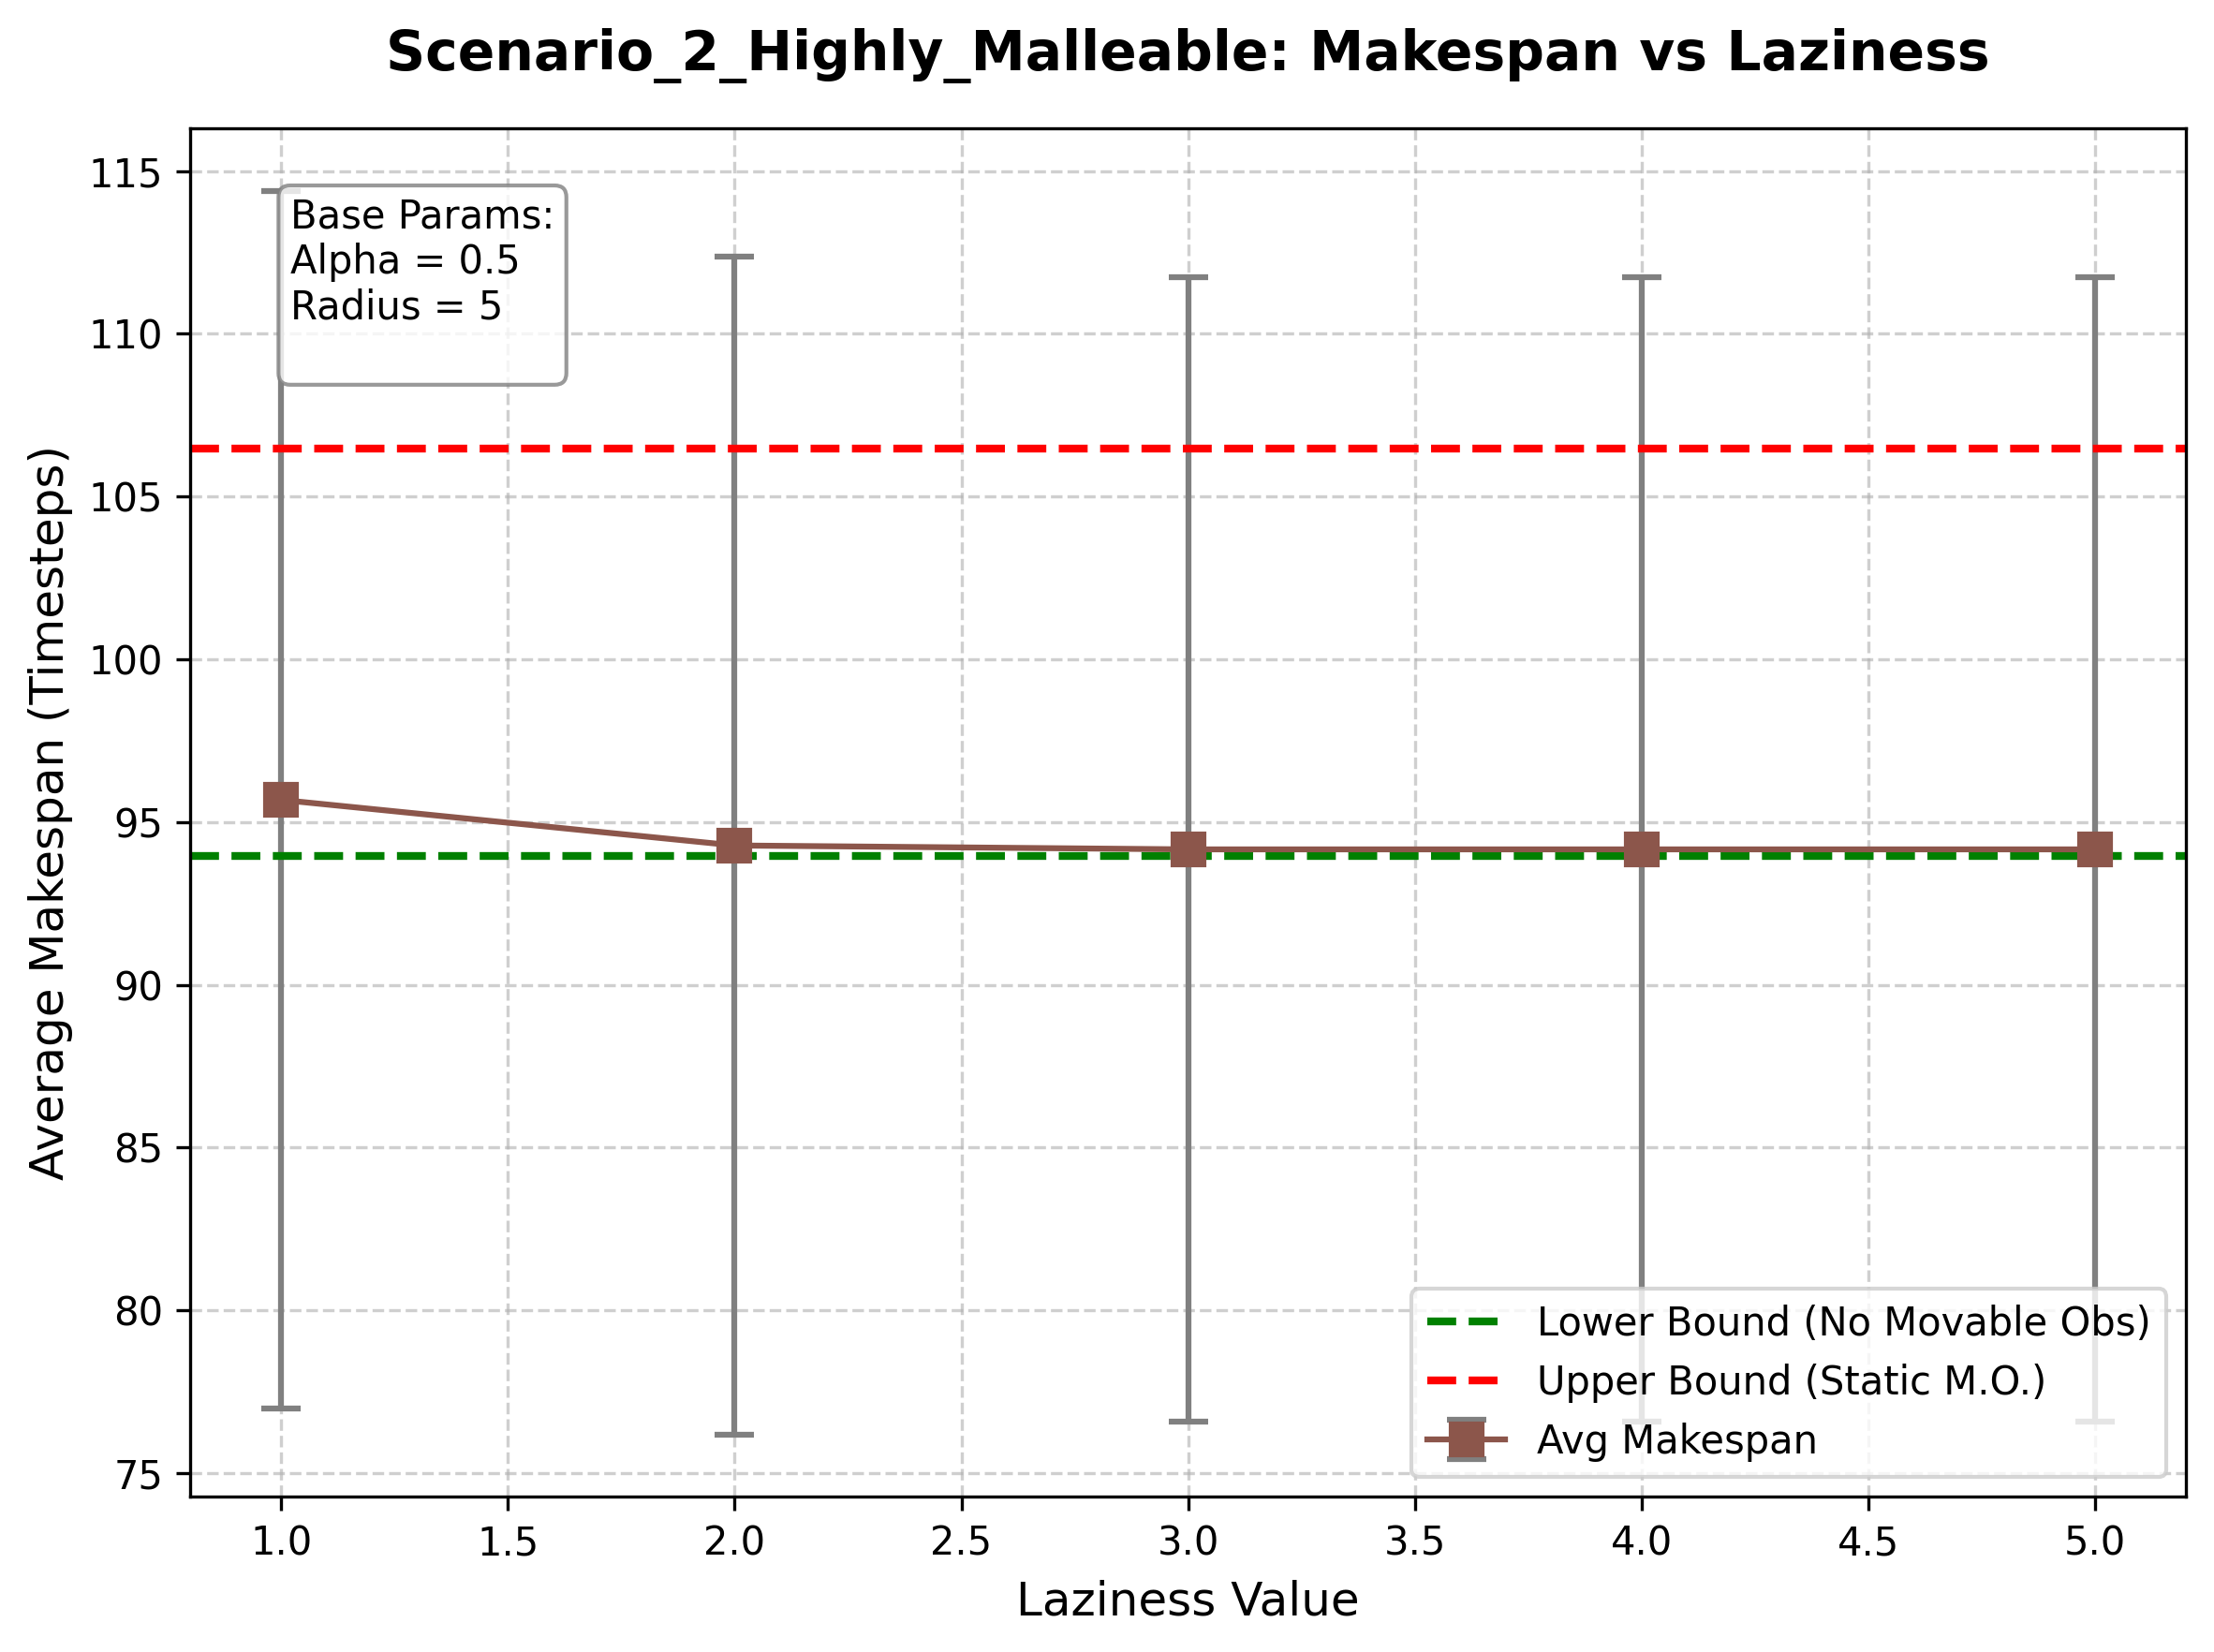 Scenario_2_Highly_Malleable: Makespan vs Laziness
Average Makespan (Timesteps)
115
110
105
100
95
90
85
80
75
Base Params:
Alpha = 0.5
Radius = 5
Lower Bound (No Movable Obs)
Upper Bound (Static M.O.)
Avg Makespan
1.0 1.5 2.0 2.5 3.0 3.5 4.0 4.5 5.0
Laziness Value